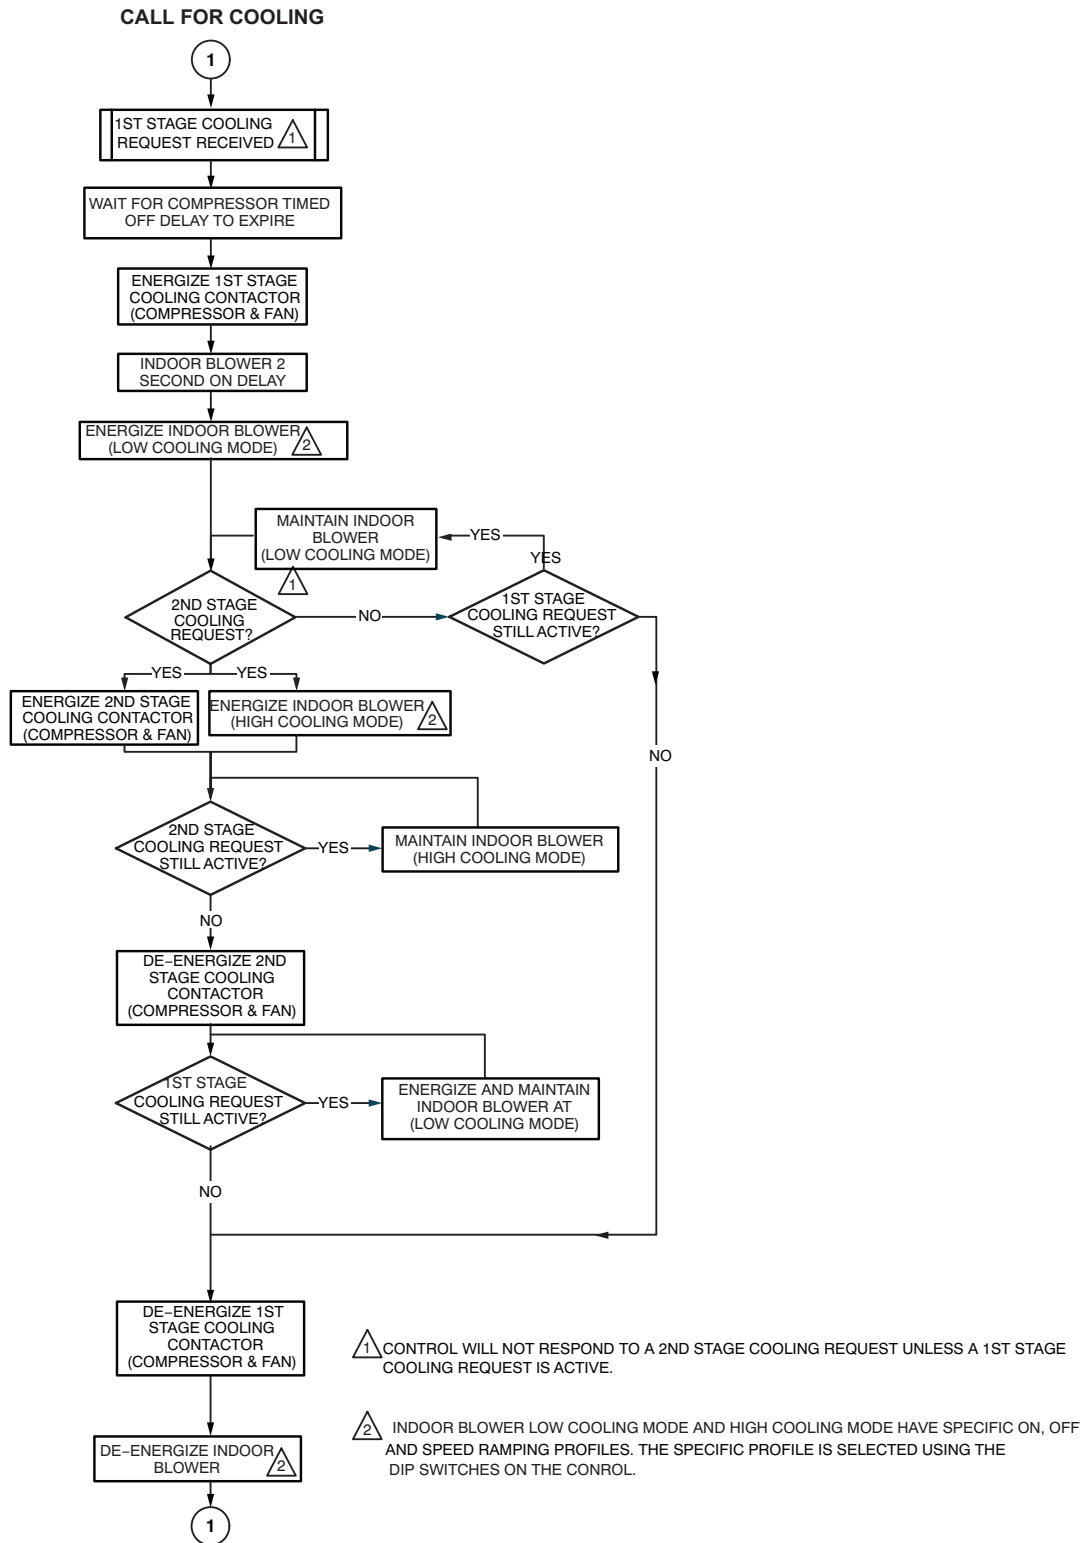 CALL FOR COOLING
1
1ST STAGE COOLING
REQUEST RECEIVED 1
WAIT FOR COMPRESSOR TIMED
OFF DELAY TO EXPIRE
ENERGIZE 1ST STAGE
COOLING CONTACTOR
(COMPRESSOR & FAN)
INDOOR BLOWER 2
SECOND ON DELAY
ENERGIZE INDOOR BLOWER
(LOW COOLING MODE) 2
MAINTAIN INDOOR
BLOWER
(LOW COOLING MODE)
YES
YES
1
2ND STAGE
COOLING
REQUEST?
NO
1ST STAGE
COOLING REQUEST
STILL ACTIVE?
YES
YES
ENERGIZE 2ND STAGE
COOLING CONTACTOR
(COMPRESSOR & FAN)
ENERGIZE INDOOR BLOWER
(HIGH COOLING MODE) 2
NO
2ND STAGE
COOLING REQUEST
STILL ACTIVE?
YES
MAINTAIN INDOOR BLOWER
(HIGH COOLING MODE)
NO
DE−ENERGIZE 2ND
STAGE COOLING
CONTACTOR
(COMPRESSOR & FAN)
1ST STAGE
COOLING REQUEST
STILL ACTIVE?
YES
ENERGIZE AND MAINTAIN
INDOOR BLOWER AT
(LOW COOLING MODE)
NO
DE−ENERGIZE 1ST
STAGE COOLING
CONTACTOR
(COMPRESSOR & FAN)
DE-ENERGIZE INDOOR
BLOWER 2
1
1 CONTROL WILL NOT RESPOND TO A 2ND STAGE COOLING REQUEST UNLESS A 1ST STAGE
COOLING REQUEST IS ACTIVE.
2 INDOOR BLOWER LOW COOLING MODE AND HIGH COOLING MODE HAVE SPECIFIC ON, OFF
AND SPEED RAMPING PROFILES. THE SPECIFIC PROFILE IS SELECTED USING THE
DIP SWITCHES ON THE CONROL.